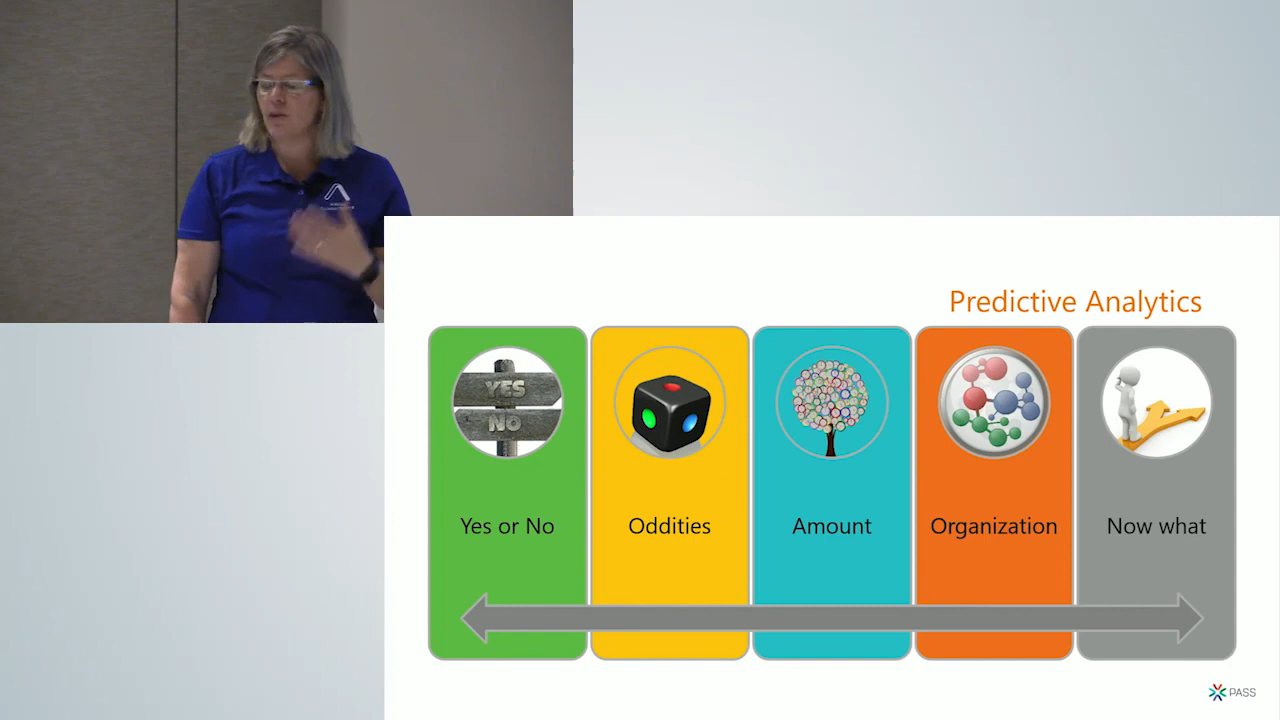 Predictive Analytics
YES
NO
Yes or No
Oddities
Amount
Organization
Now what
PASS